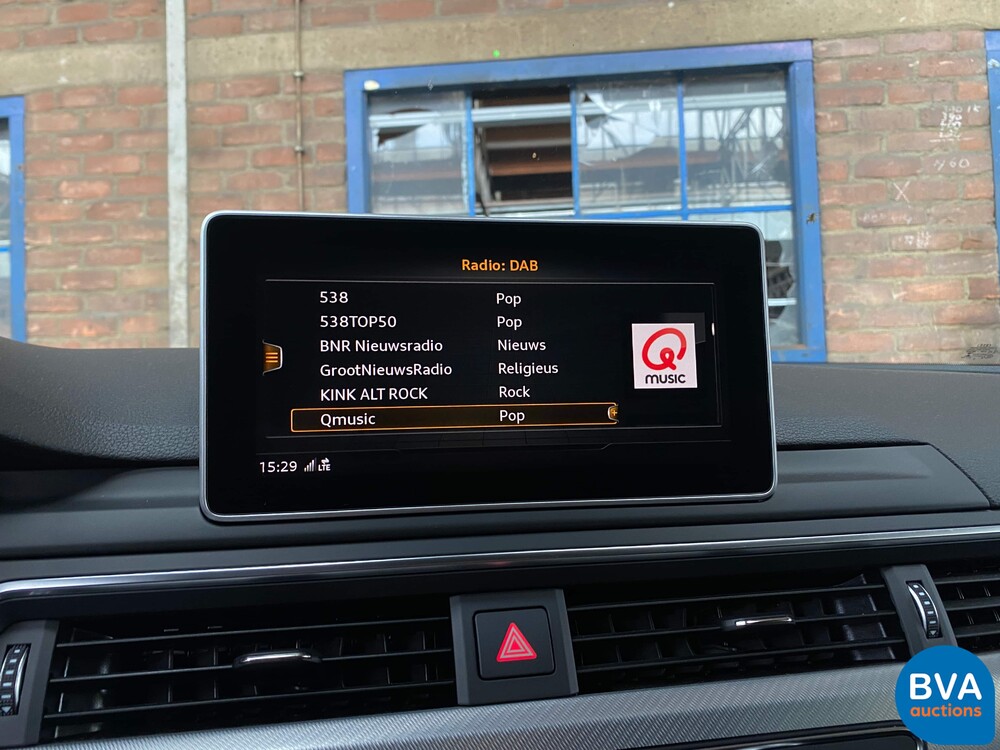 Radio: DAB
538 Pop
538TOP50 Pop
BNR Nieuwsradio Nieuws
GrootNieuwsRadio Religieus
KINK ALT ROCK Rock
Qmusic Pop
Q
MUSIC
15:29 LTE
BVA
auctions